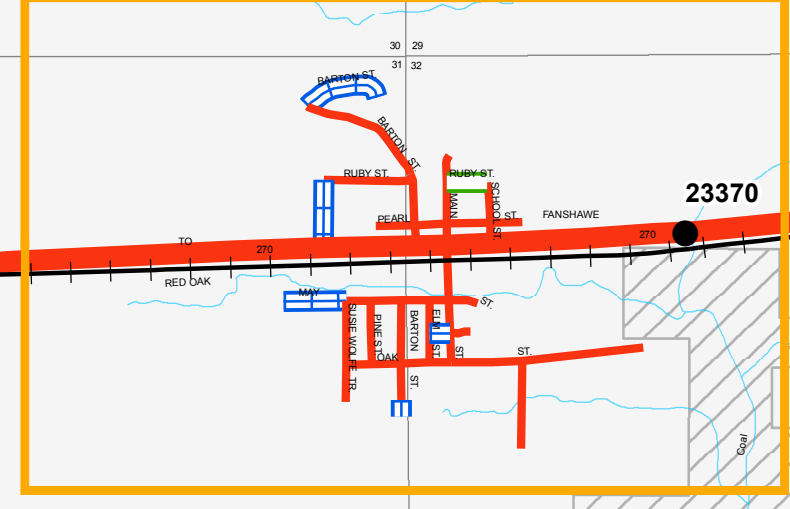 30 29
31 32
BARTON ST.
BARTON ST.
RUBY ST.
RUBY ST.
SCHOOL ST.
MAIN
23370
PEARL ST.
FANSHAWE
TO
270
270
RED OAK
MAY ST.
SUSIE WOLFE TR.
PINE ST.
BARTON ST.
ELM ST.
ST.
OAK ST.
Coal